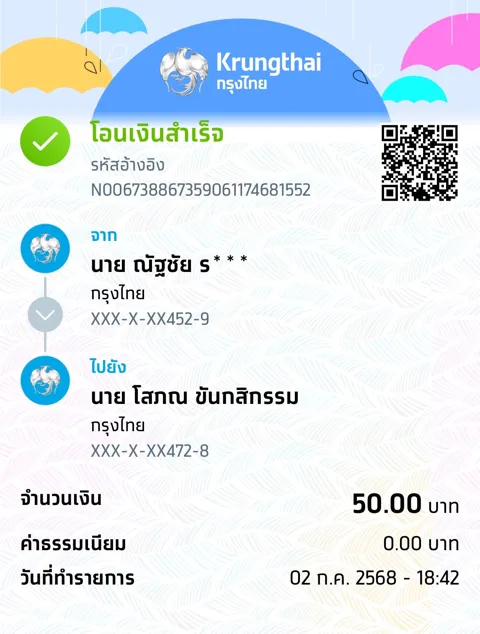 Krungthai
กรุงไทย
โอนเงินสำเร็จ
รหัสอ้างอิง
N006738867359061174681552
จาก
นาย ณัฐชัย ร***
กรุงไทย
XXX-X-XX452-9
ไปยัง
นาย โสภณ ขันกสิกรรม
กรุงไทย
XXX-X-XX472-8
จำนวนเงิน 50.00 บาท
ค่าธรรมเนียม 0.00 บาท
วันที่ทำรายการ 02 ก.ค. 2568 - 18:42